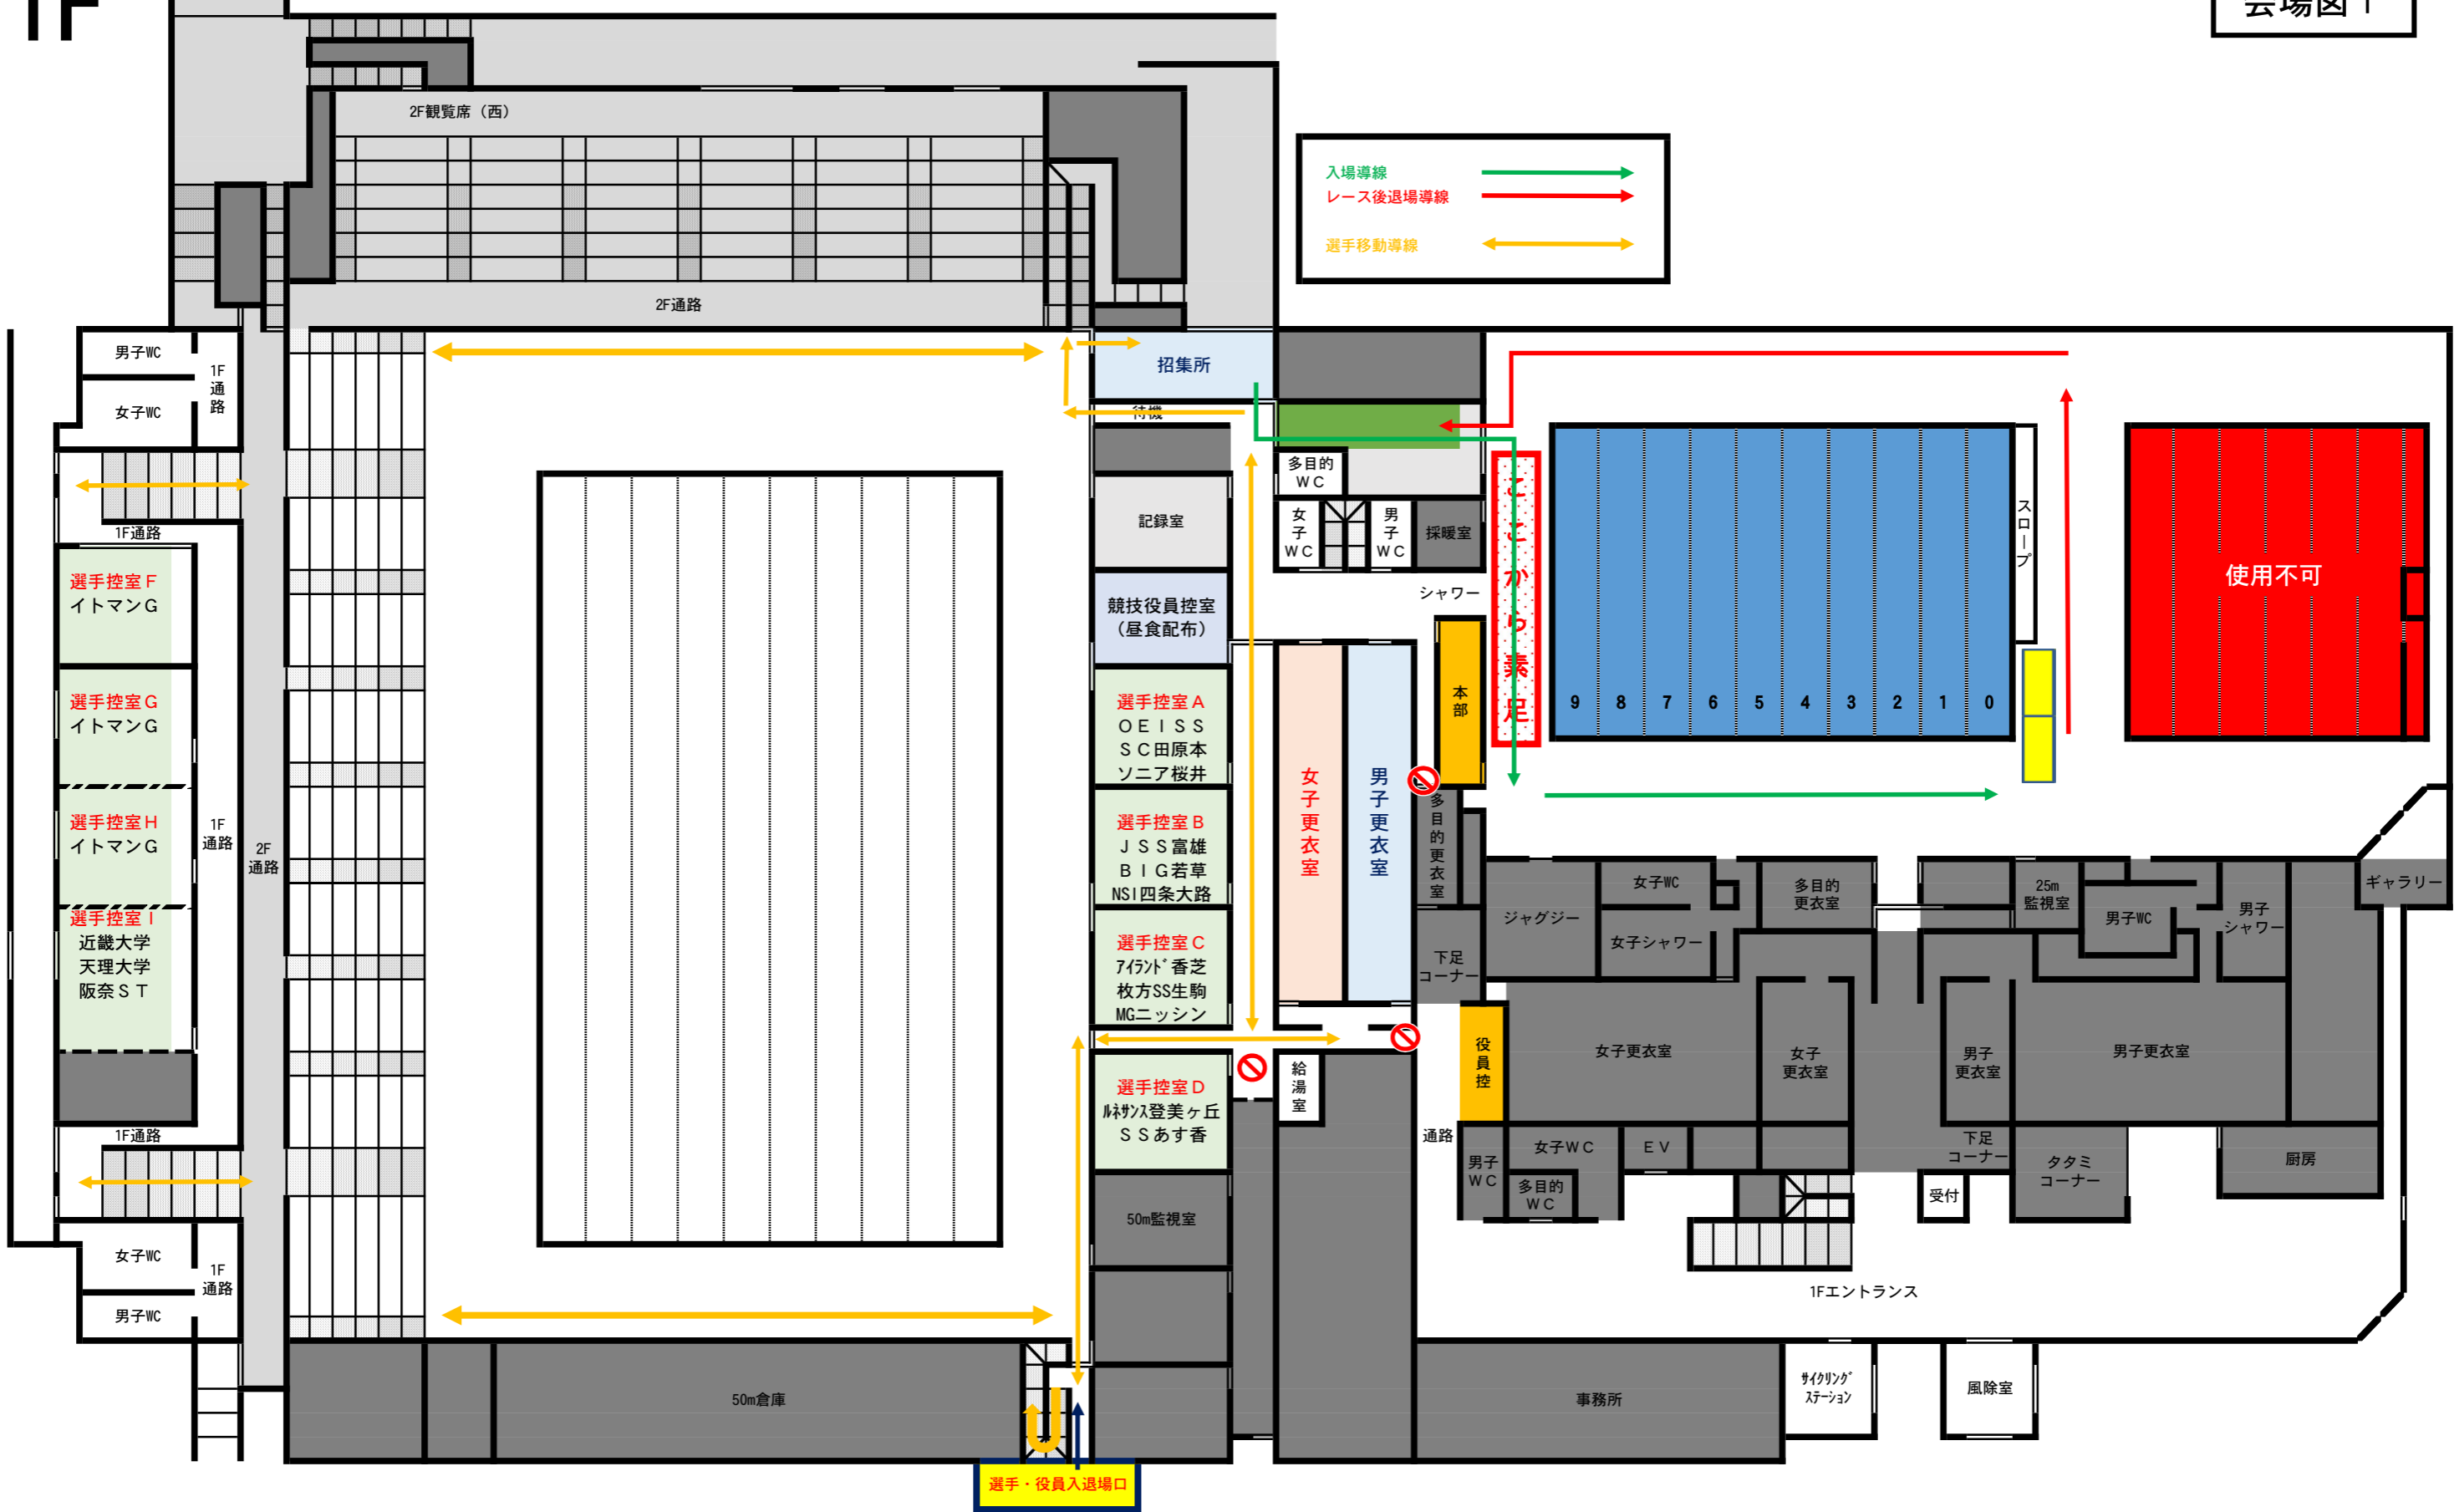 1F
会場図1
2F観覧席（西）
入場導線
レース後退場導線
選手移動導線
2F通路
男子WC
女子WC
1F
通
路
招集所
待機
多目的
ＷＣ
女
子
ＷＣ
男
子
ＷＣ
採暖室
記録室
シャワー
ここから素足
スロープ
使用不可
1F通路
選手控室Ｆ
イトマンＧ
選手控室Ｇ
イトマンＧ
選手控室Ｈ
イトマンＧ
選手控室Ｉ
近畿大学
天理大学
阪奈ＳＴ
1F
通路
2F
通路
競技役員控室
（昼食配布）
選手控室Ａ
ＯＥＩＳＳ
ＳＣ田原本
ソニア桜井
選手控室Ｂ
ＪＳＳ富雄
ＢＩＧ若草
NSI四条大路
選手控室Ｃ
ｱｲﾗﾝﾄﾞ香芝
枚方SS生駒
MGニッシン
選手控室Ｄ
ﾙﾈｻﾝｽ登美ヶ丘
ＳＳあす香
50m監視室
女子更衣室
男子更衣室
本部
9 8 7 6 5 4 3 2 1 0
多目的更衣室
下足
コーナー
ジャグジー
女子WC
女子シャワー
多目的
更衣室
25m
監視室
男子WC
男子
シャワー
ギャラリー
役員控
女子更衣室
女子
更衣室
男子
更衣室
男子更衣室
給湯室
通路
男子
ＷＣ
女子ＷＣ
多目的
ＷＣ
ＥＶ
下足
コーナー
受付
タタミ
コーナー
厨房
1F通路
女子WC
男子WC
1F
通路
1Fエントランス
50m倉庫
事務所
ｻｲｸﾘﾝｸﾞ
ｽﾃｰｼｮﾝ
風除室
選手・役員入退場口